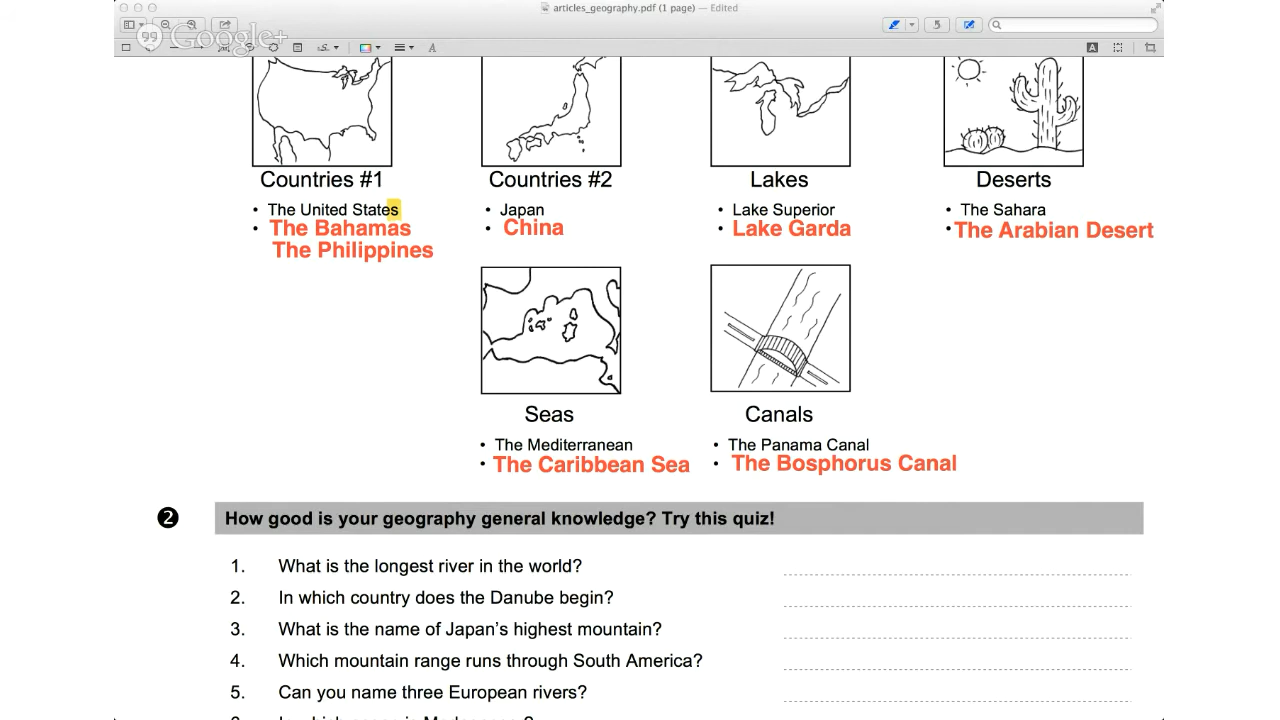 articles_geography.pdf (1 page) — Edited
Google+
Countries #1
Countries #2
Lakes
Deserts
• The United States
• Japan
• Lake Superior
• The Sahara
• The Bahamas
The Philippines
• China
• Lake Garda
• The Arabian Desert
Seas
Canals
• The Mediterranean
• The Panama Canal
• The Caribbean Sea
• The Bosphorus Canal
2 How good is your geography general knowledge? Try this quiz!
1. What is the longest river in the world?
2. In which country does the Danube begin?
3. What is the name of Japan’s highest mountain?
4. Which mountain range runs through South America?
5. Can you name three European rivers?